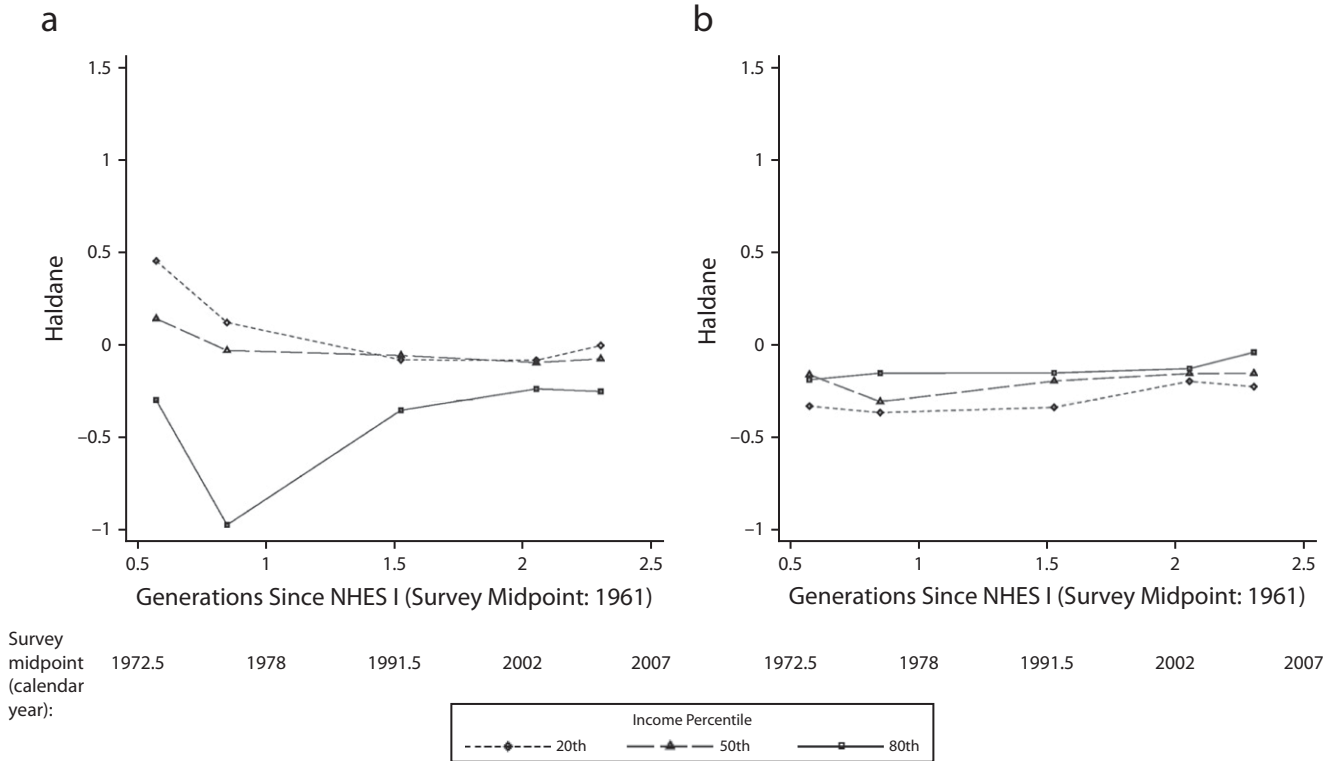 a
b
1.5
1
0.5
0
−0.5
−1
Haldane
0.5
1
1.5
2
2.5
Generations Since NHES I (Survey Midpoint: 1961)
1.5
1
0.5
0
−0.5
−1
Haldane
0.5
1
1.5
2
2.5
Generations Since NHES I (Survey Midpoint: 1961)
Survey
midpoint
(calendar
year):
1972.5 1978 1991.5 2002 2007
1972.5 1978 1991.5 2002 2007
Income Percentile
20th 50th 80th